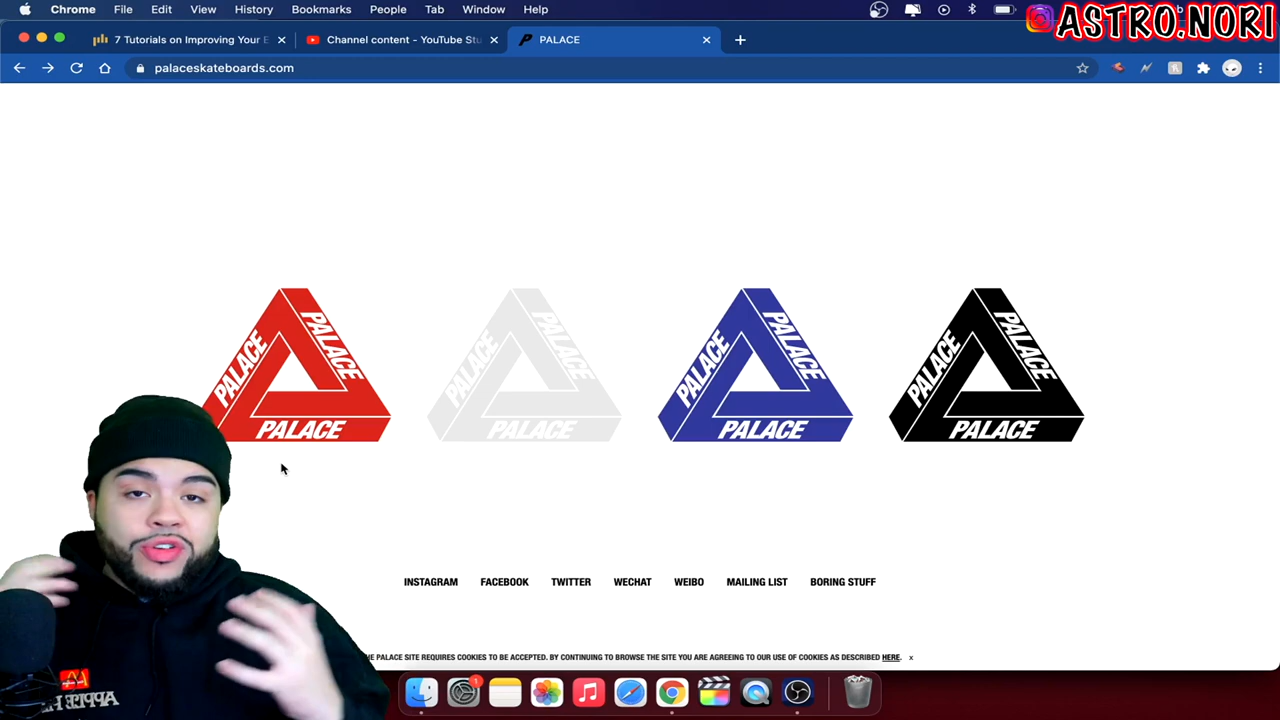 Chrome File Edit View History Bookmarks People Tab Window Help
ASTRO.NORI
7 Tutorials on Improving Your E
Channel content - YouTube Stu
PALACE
palaceskateboards.com
PALACE PALACE PALACE
PALACE PALACE PALACE
PALACE PALACE PALACE
PALACE PALACE PALACE
INSTAGRAM FACEBOOK TWITTER WECHAT WEIBO MAILING LIST BORING STUFF
THE PALACE SITE REQUIRES COOKIES TO BE ACCEPTED. BY CONTINUING TO BROWSE THE SITE YOU ARE AGREEING TO OUR USE OF COOKIES AS DESCRIBED HERE. x
1